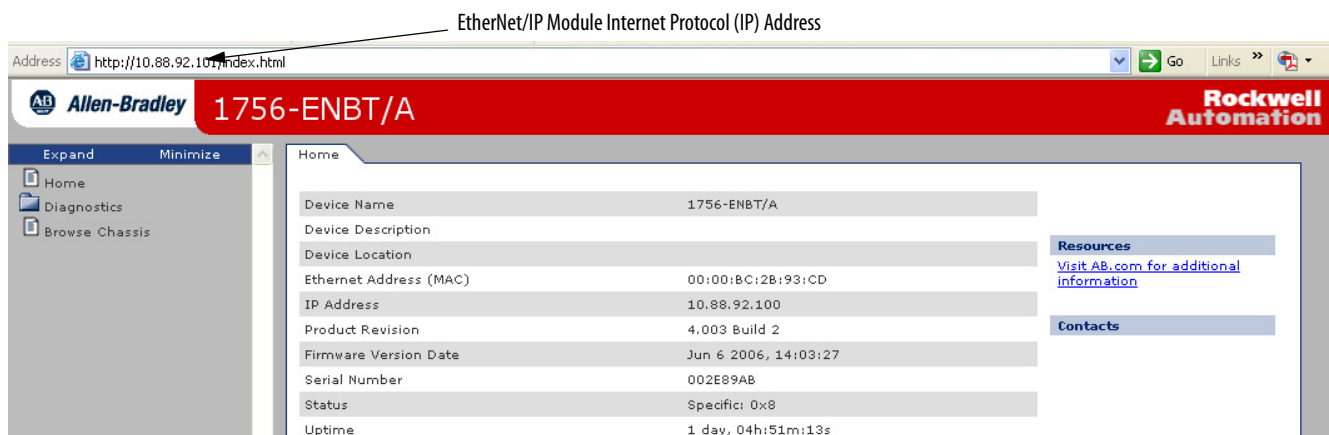 EtherNet/IP Module Internet Protocol (IP) Address
Address http://10.88.92.101/index.html Go Links »
AB Allen-Bradley 1756-ENBT/A Rockwell Automation
Expand Minimize
Home
Diagnostics
Browse Chassis
Home
Device Name 1756-ENBT/A
Device Description
Device Location
Ethernet Address (MAC) 00:00:BC:2B:93:CD
IP Address 10.88.92.100
Product Revision 4.003 Build 2
Firmware Version Date Jun 6 2006, 14:03:27
Serial Number 002E89AB
Status Specific: 0x8
Uptime 1 day, 04h:51m:13s
Resources
Visit AB.com for additional
information
Contacts